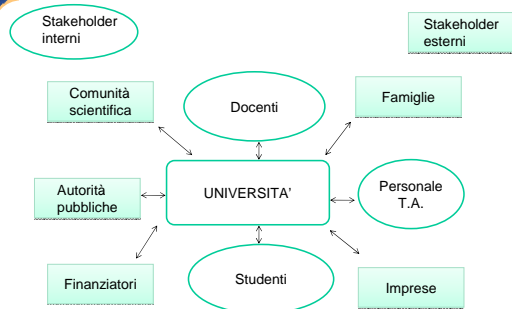 Stakeholder
interni
Stakeholder
esterni
Comunità
scientifica
Docenti
Famiglie
Autorità
pubbliche
UNIVERSITA'
Personale
T.A.
Finanziatori
Studenti
Imprese